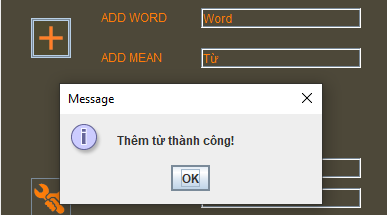 ADD WORD
Word
ADD MEAN
Từ
Message
Thêm từ thành công!
OK